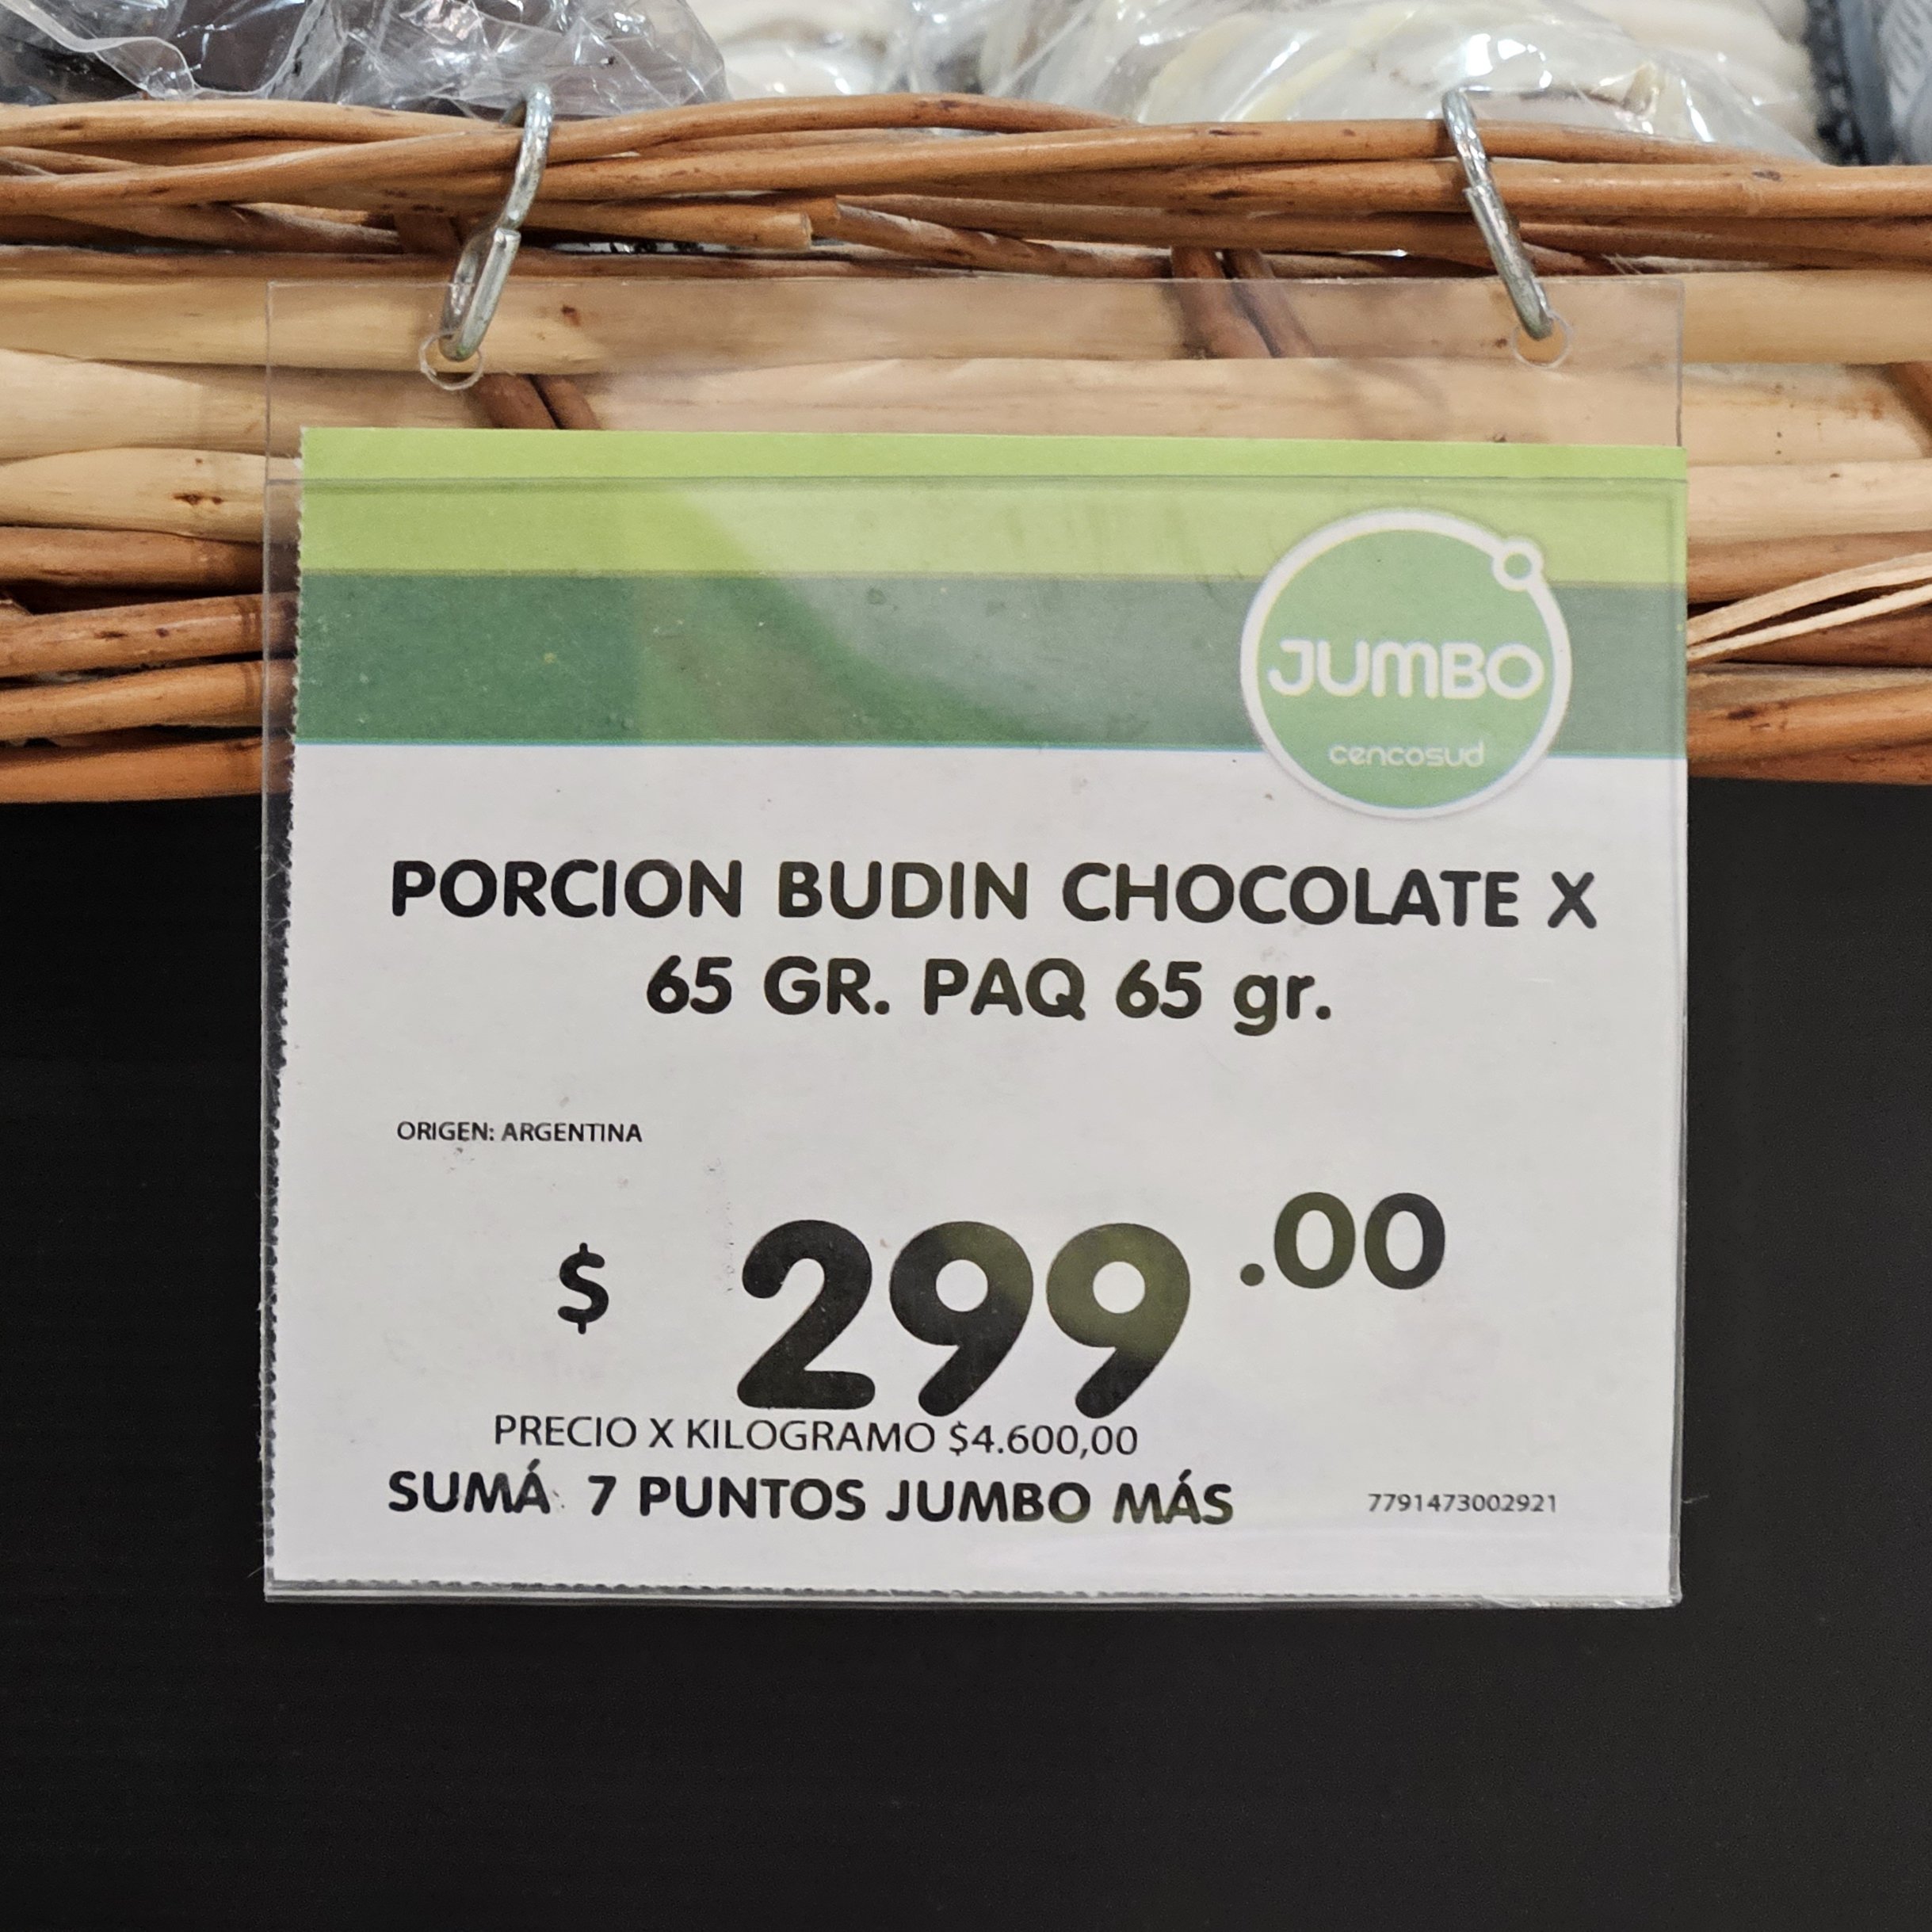 JUMBO
cencosud
PORCION BUDIN CHOCOLATE X
65 GR. PAQ 65 gr.
ORIGEN: ARGENTINA
$ 299 .00
PRECIO X KILOGRAMO $4.600,00
SUMÁ 7 PUNTOS JUMBO MÁS
7791473002921